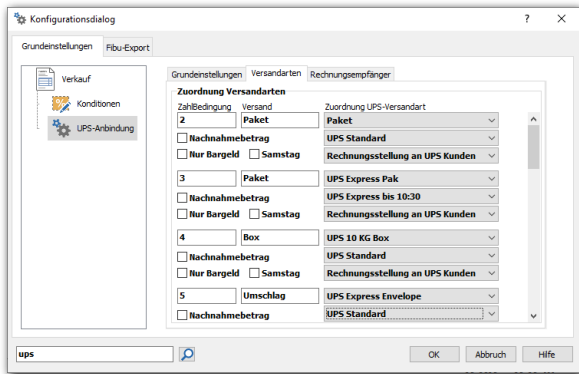 Konfigurationsdialog ? ×
Grundeinstellungen Fibu-Export
Verkauf
Konditionen
UPS-Anbindung
Grundeinstellungen Versandarten Rechnungsempfänger
Zuordnung Versandarten
ZahlBedingung Versand Zuordnung UPS-Versandart
2 Paket Paket
Nachnahmebetrag UPS Standard
Nur Bargeld Samstag Rechnungsstellung an UPS Kunden
3 Paket UPS Express Pak
Nachnahmebetrag UPS Express bis 10:30
Nur Bargeld Samstag Rechnungsstellung an UPS Kunden
4 Box UPS 10 KG Box
Nachnahmebetrag UPS Standard
Nur Bargeld Samstag Rechnungsstellung an UPS Kunden
5 Umschlag UPS Express Envelope
Nachnahmebetrag UPS Standard
ups OK Abbruch Hilfe